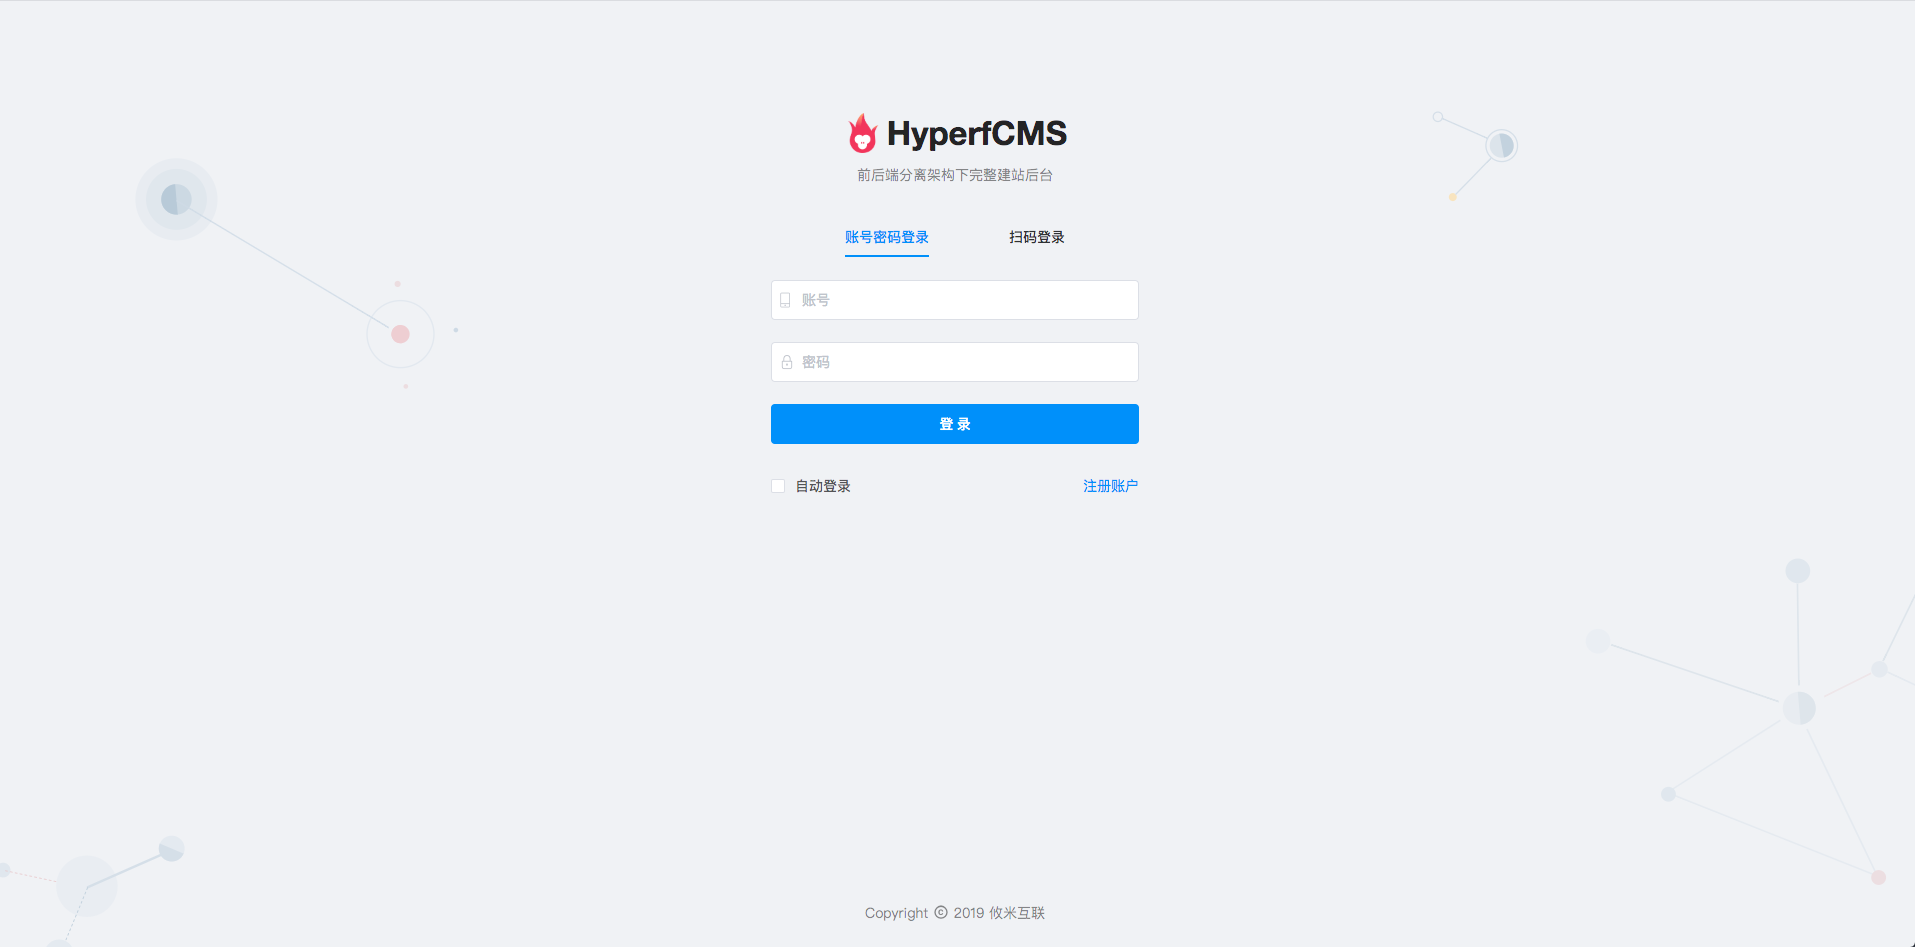 HyperfCMS
前后端分离架构下完整建站后台
账号密码登录 扫码登录
账号
密码
登 录
自动登录 注册账户
Copyright © 2019 攸米互联